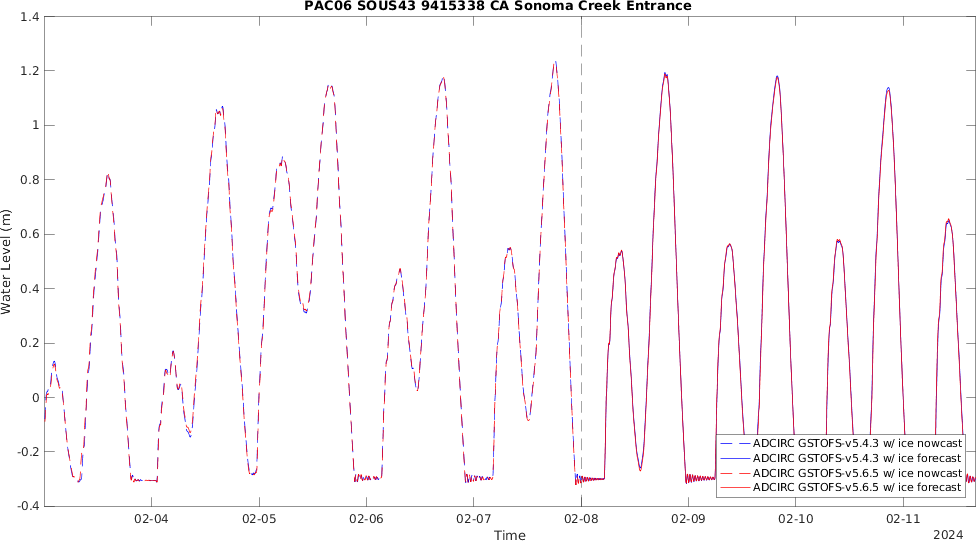 PAC06 SOUS43 9415338 CA Sonoma Creek Entrance
1.4
1.2
1
0.8
0.6
0.4
0.2
0
-0.2
-0.4
Water Level (m)
ADCIRC GSTOFS-v5.4.3 w/ ice nowcast
ADCIRC GSTOFS-v5.4.3 w/ ice forecast
ADCIRC GSTOFS-v5.6.5 w/ ice nowcast
ADCIRC GSTOFS-v5.6.5 w/ ice forecast
02-04 02-05 02-06 02-07 02-08 02-09 02-10 02-11
Time 2024